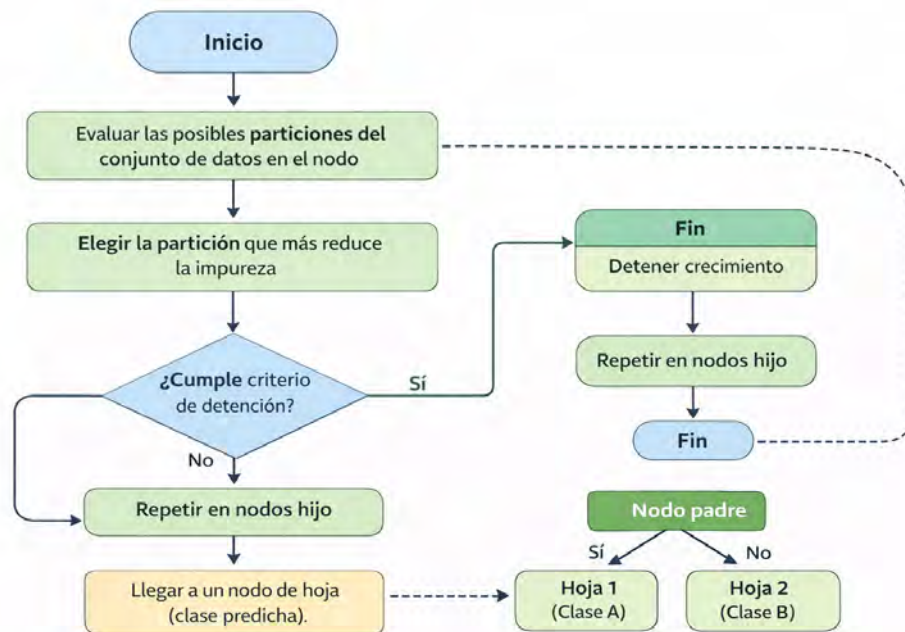 Inicio
Evaluar las posibles particiones del
conjunto de datos en el nodo
Elegir la partición que más reduce
la impureza
¿Cumple criterio
de detención?
Sí
No
Repetir en nodos hijo
Llegar a un nodo de hoja
(clase predicha).
Fin
Detener crecimiento
Repetir en nodos hijo
Fin
Nodo padre
Sí
No
Hoja 1
(Clase A)
Hoja 2
(Clase B)